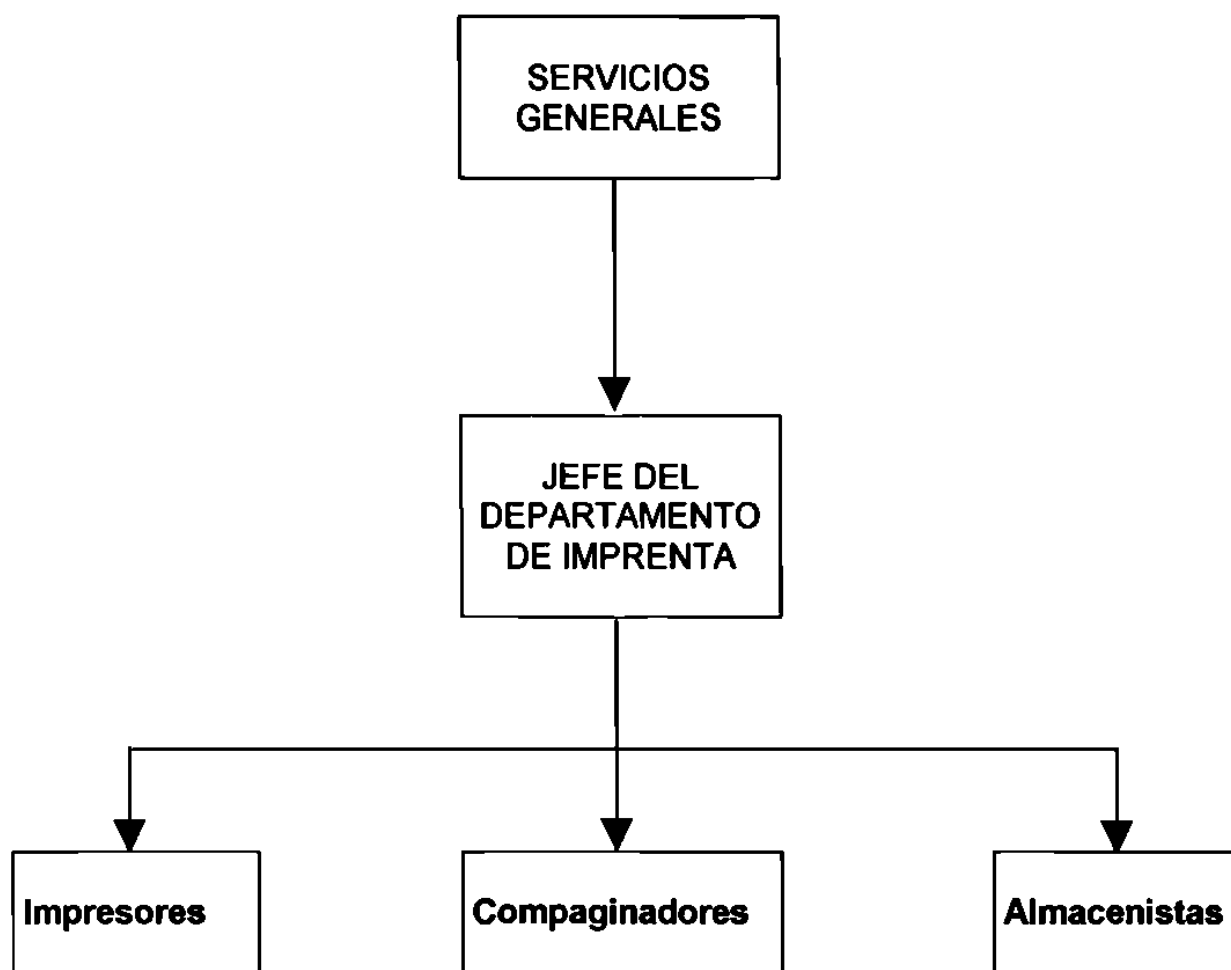 SERVICIOS
GENERALES
JEFE DEL
DEPARTAMENTO
DE IMPRENTA
Impresores
Compaginadores
Almacenistas